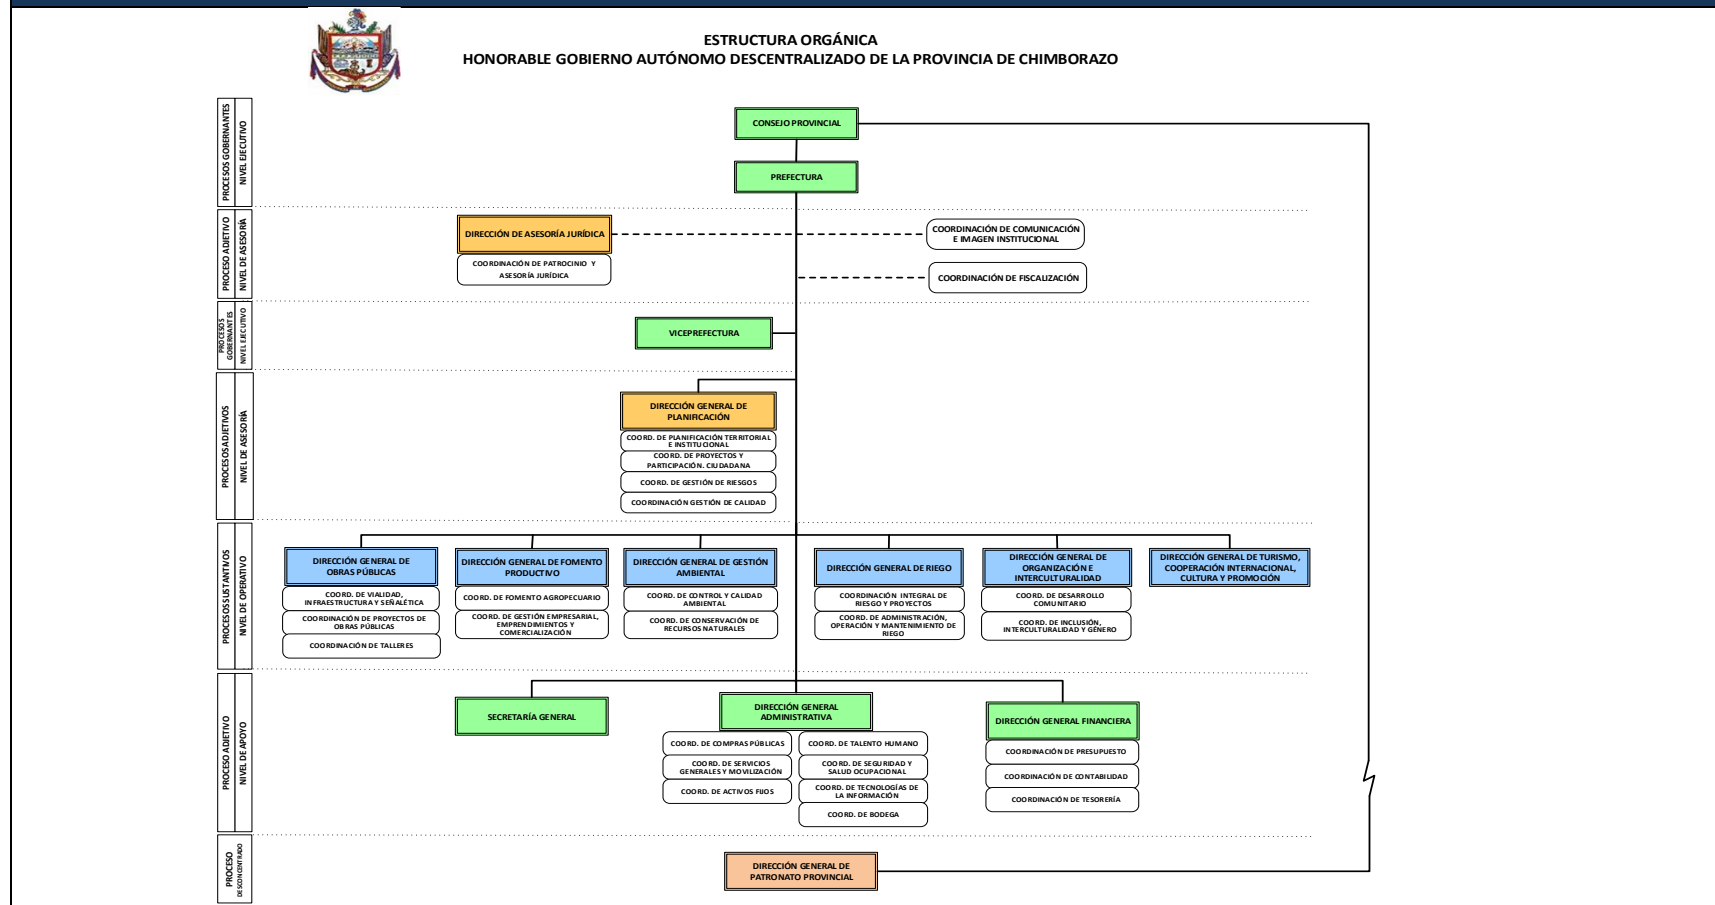 ESTRUCTURA ORGÁNICA
HONORABLE GOBIERNO AUTÓNOMO DESCENTRALIZADO DE LA PROVINCIA DE CHIMBORAZO
PROCESOS GOBERNANTES
NIVEL EJECUTIVO
CONSEJO PROVINCIAL
PREFECTURA
PROCESO ADJETIVO
NIVEL DE ASESORÍA
DIRECCIÓN DE ASESORÍA JURÍDICA
COORDINACIÓN DE PATROCINIO Y
ASESORÍA JURÍDICA
COORDINACIÓN DE COMUNICACIÓN
E IMAGEN INSTITUCIONAL
COORDINACIÓN DE FISCALIZACIÓN
PROCESOS
GOBERNANTES
NIVEL EJECUTIVO
VICEPREFECTURA
PROCESOS ADJETIVOS
NIVEL DE ASESORÍA
DIRECCIÓN GENERAL DE
PLANIFICACIÓN
COORD. DE PLANIFICACIÓN TERRITORIAL
E INSTITUCIONAL
COORD. DE PROYECTOS Y
PARTICIPACIÓN. CIUDADANA
COORD. DE GESTIÓN DE RIESGOS
COORDINACIÓN GESTIÓN DE CALIDAD
PROCESOS SUSTANTIVOS
NIVEL DE OPERATIVO
DIRECCIÓN GENERAL DE
OBRAS PÚBLICAS
COORD. DE VIALIDAD,
INFRAESTRUCTURA Y SEÑALÉTICA
COORDINACIÓN DE PROYECTOS DE
OBRAS PÚBLICAS
COORDINACIÓN DE TALLERES
DIRECCIÓN GENERAL DE FOMENTO
PRODUCTIVO
COORD. DE FOMENTO AGROPECUARIO
COORD. DE GESTIÓN EMPRESARIAL,
EMPRENDIMIENTOS Y
COMERCIALIZACIÓN
DIRECCIÓN GENERAL DE GESTIÓN
AMBIENTAL
COORD. DE CONTROL Y CALIDAD
AMBIENTAL
COORD. DE CONSERVACIÓN DE
RECURSOS NATURALES
DIRECCIÓN GENERAL DE RIEGO
COORDINACIÓN INTEGRAL DE
RIESGO Y PROYECTOS
COORD. DE ADMINISTRACIÓN,
OPERACIÓN Y MANTENIMIENTO DE
RIEGO
DIRECCIÓN GENERAL DE
ORGANIZACIÓN E
INTERCULTURALIDAD
COORD. DE DESARROLLO
COMUNITARIO
COORD. DE INCLUSIÓN,
INTERCULTURALIDAD Y GÉNERO
DIRECCIÓN GENERAL DE TURISMO,
COOPERACIÓN INTERNACIONAL,
CULTURA Y PROMOCIÓN
PROCESO ADJETIVO
NIVEL DE APOYO
SECRETARÍA GENERAL
DIRECCIÓN GENERAL
ADMINISTRATIVA
COORD. DE COMPRAS PÚBLICAS
COORD. DE SERVICIOS
GENERALES Y MOVILIZACIÓN
COORD. DE ACTIVOS FIJOS
COORD. DE TALENTO HUMANO
COORD. DE SEGURIDAD Y
SALUD OCUPACIONAL
COORD. DE TECNOLOGÍAS DE
LA INFORMACIÓN
COORD. DE BODEGA
DIRECCIÓN GENERAL FINANCIERA
COORDINACIÓN DE PRESUPUESTO
COORDINACIÓN DE CONTABILIDAD
COORDINACIÓN DE TESORERÍA
PROCESO
DESCONCENTRADO
DIRECCIÓN GENERAL DE
PATRONATO PROVINCIAL